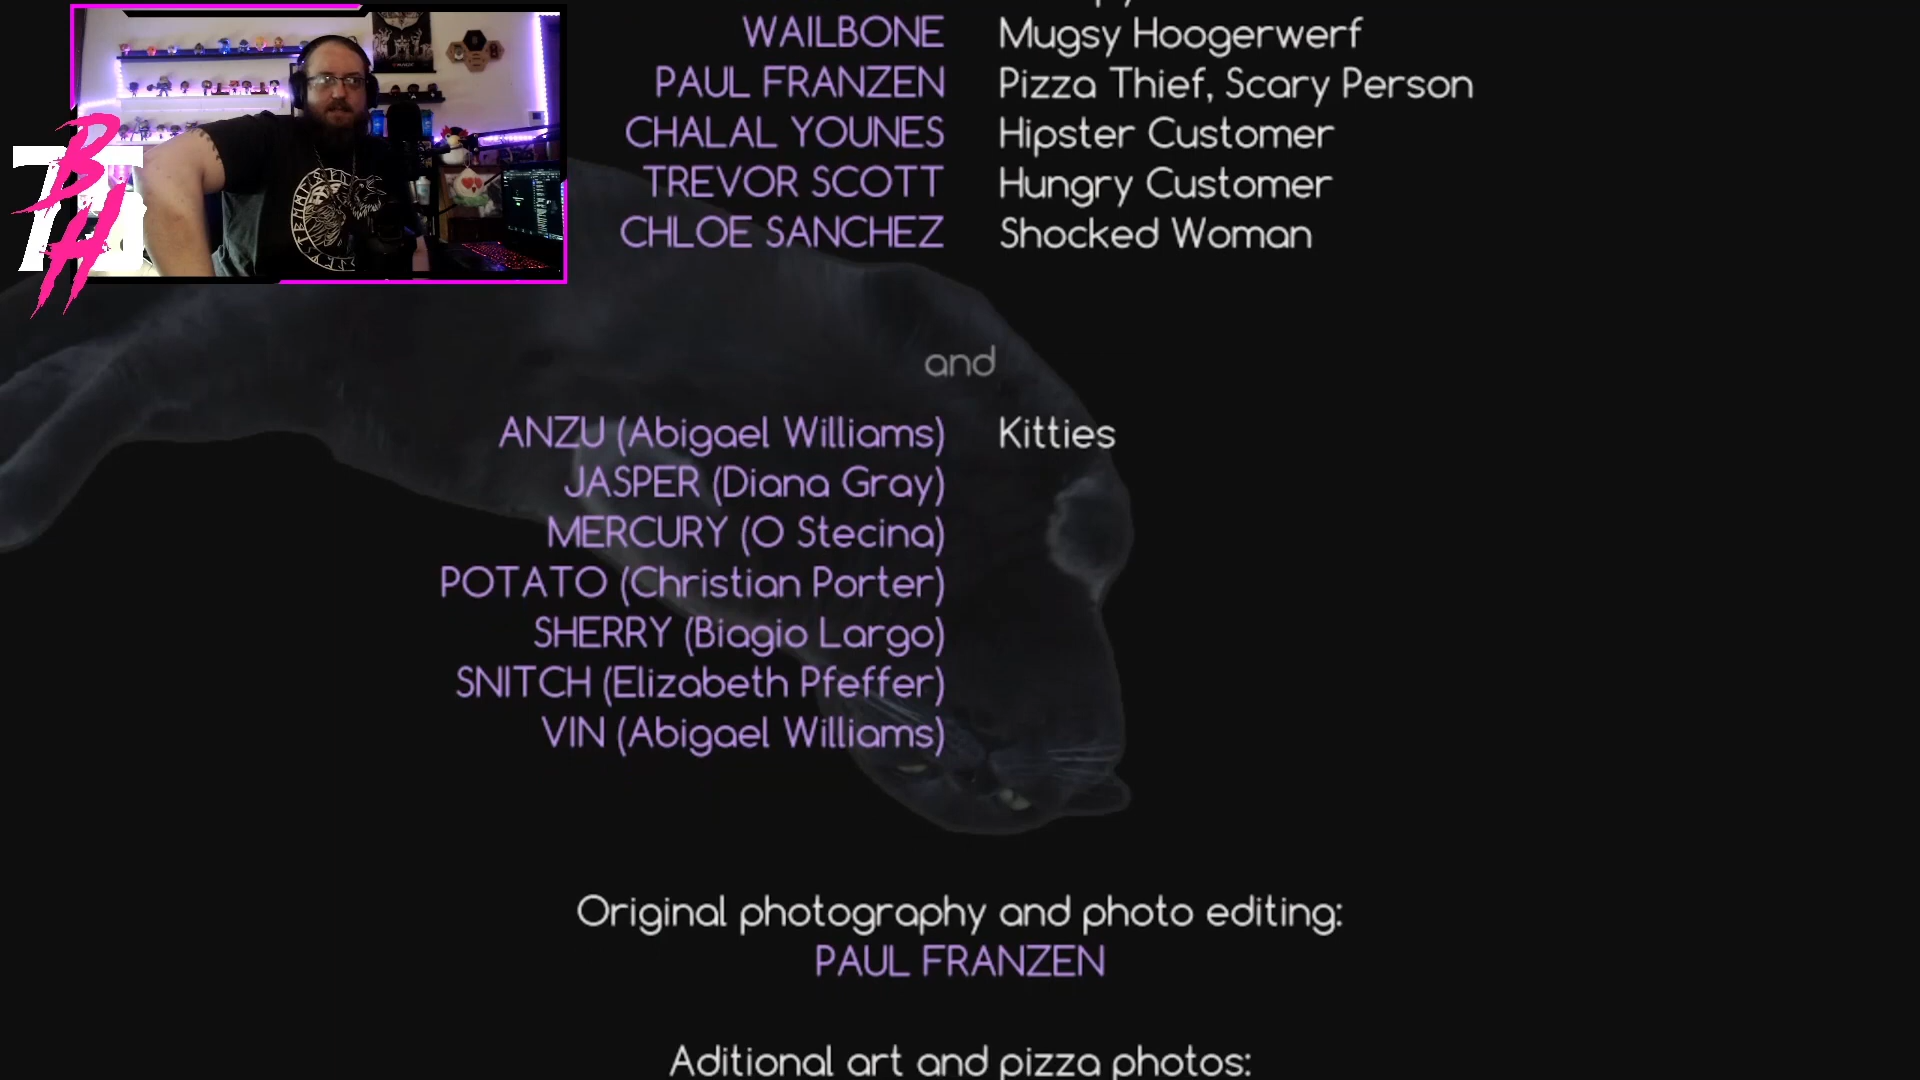 WAILBONE Mugsy Hoogerwerf
PAUL FRANZEN Pizza Thief, Scary Person
CHALAL YOUNES Hipster Customer
TREVOR SCOTT Hungry Customer
CHLOE SANCHEZ Shocked Woman
and
ANZU (Abigael Williams) Kitties
JASPER (Diana Gray)
MERCURY (O Stecina)
POTATO (Christian Porter)
SHERRY (Biagio Largo)
SNITCH (Elizabeth Pfeffer)
VIN (Abigael Williams)
Original photography and photo editing:
PAUL FRANZEN
Aditional art and pizza photos: